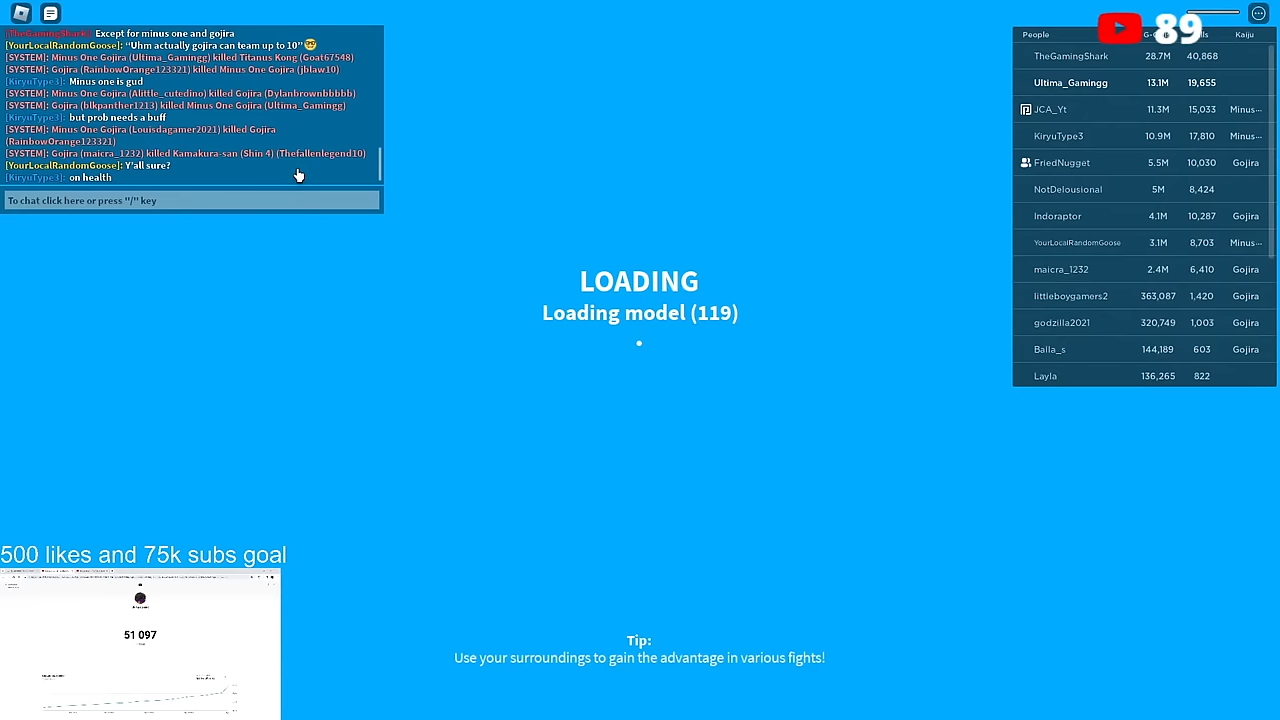 [TheGamingShark]: Except for minus one and gojira
[YourLocalRandomGoose]: “Uhm actually gojira can team up to 10”🤓
[SYSTEM]: Minus One Gojira (Ultima_Gamingg) killed Titanus Kong (Goat67548)
[SYSTEM]: Gojira (RainbowOrange123321) killed Minus One Gojira (jblaw10)
[KiryuType3]: Minus one is gud
[SYSTEM]: Minus One Gojira (Alittle_cutedino) killed Gojira (Dylanbrownbbbbb)
[SYSTEM]: Gojira (blkpanther1213) killed Minus One Gojira (Ultima_Gamingg)
[KiryuType3]: but prob needs a buff
[SYSTEM]: Minus One Gojira (Louisdagamer2021) killed Gojira
(RainbowOrange123321)
[SYSTEM]: Gojira (maicra_1232) killed Kamakura-san (Shin 4) (Thefallenlegend10)
[YourLocalRandomGoose]: Y'all sure?
[KiryuType3]: on health
To chat click here or press "/" key
89
People Kaiju
TheGamingShark 28.7M 40,868
Ultima_Gamingg 13.1M 19,655
JCA_Yt 11.3M 15,033 Minus...
KiryuType3 10.9M 17,810 Minus...
FriedNugget 5.5M 10,030 Gojira
NotDelousional 5M 8,424
Indoraptor 4.1M 10,287 Gojira
YourLocalRandomGoose 3.1M 8,703 Minus...
maicra_1232 2.4M 6,410 Gojira
littleboygamers2 363,087 1,420 Gojira
godzilla2021 320,749 1,003 Gojira
Balla_s 144,189 603 Gojira
Layla 136,265 822
LOADING
Loading model (119)
500 likes and 75k subs goal
51 097
Tip:
Use your surroundings to gain the advantage in various fights!